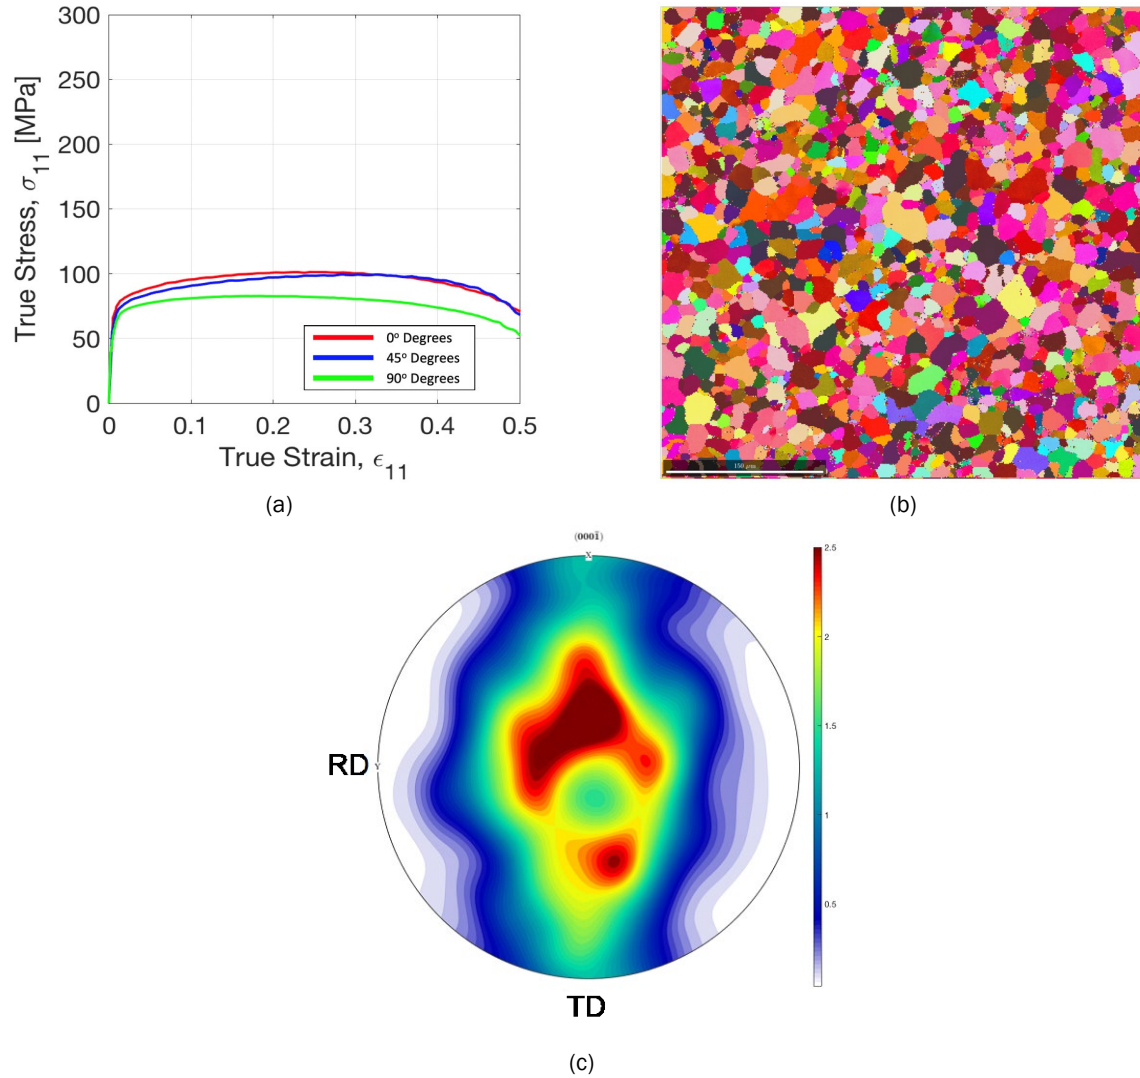 300
250
200
150
100
50
0
True Stress, σ11 [MPa]
0° Degrees
45° Degrees
90° Degrees
0 0.1 0.2 0.3 0.4 0.5
True Strain, ϵ11
(a)
150 μm
(b)
(0001̄)
X
2.5
2
1.5
1
0.5
RD
Y
TD
(c)